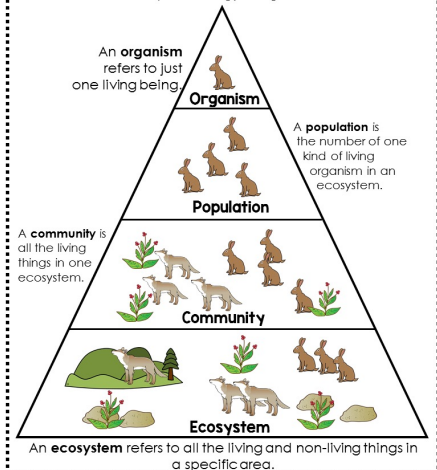 An organism
refers to just
one living being.
Organism
A population is
the number of one
kind of living
organism in an
ecosystem.
Population
A community is
all the living
things in one
ecosystem.
Community
Ecosystem
An ecosystem refers to all the living and non-living things in
a specific area.